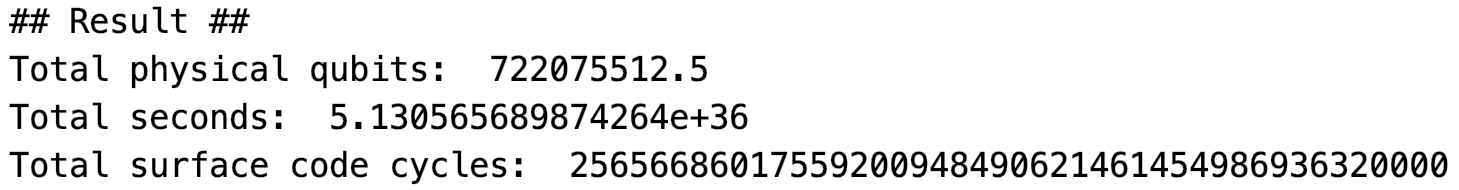 ## Result ##
Total physical qubits:  722075512.5
Total seconds:  5.130565689874264e+36
Total surface code cycles:  25656686017559200948490621461454986936320000